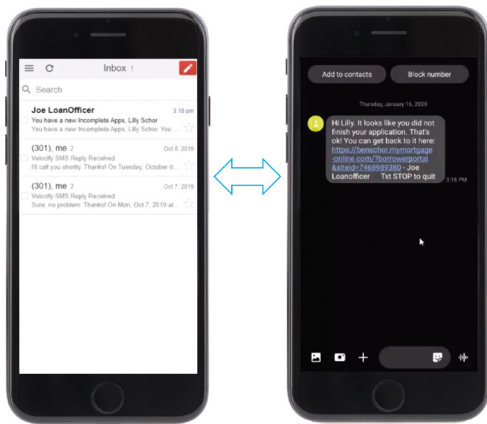 Inbox 1
Search
Joe LoanOfficer 3:16 pm
You have a new Incomplete Apps, Lilly Schor
You have a new Incomplete Apps, Lilly Schor. You ...
(301), me 2 Oct 8, 2019
Velocify SMS Reply Received
I'll call you shortly. Thanks! On Tuesday, October it...
(301), me 2 Oct 7, 2019
Velocify SMS Reply Received
Sure, no problem. Thanks! On Mon, Oct 7, 2019 at...
Add to contacts Block number
Thursday, January 16, 2020
Hi Lilly. It looks like you did not
finish your application. That's
ok! You can get back to it here:
https://benschor.mymortgage
-online.com/?borrowerportal
&siteid=7468989380 - Joe
Loanofficer Txt STOP to quit
3:16 PM